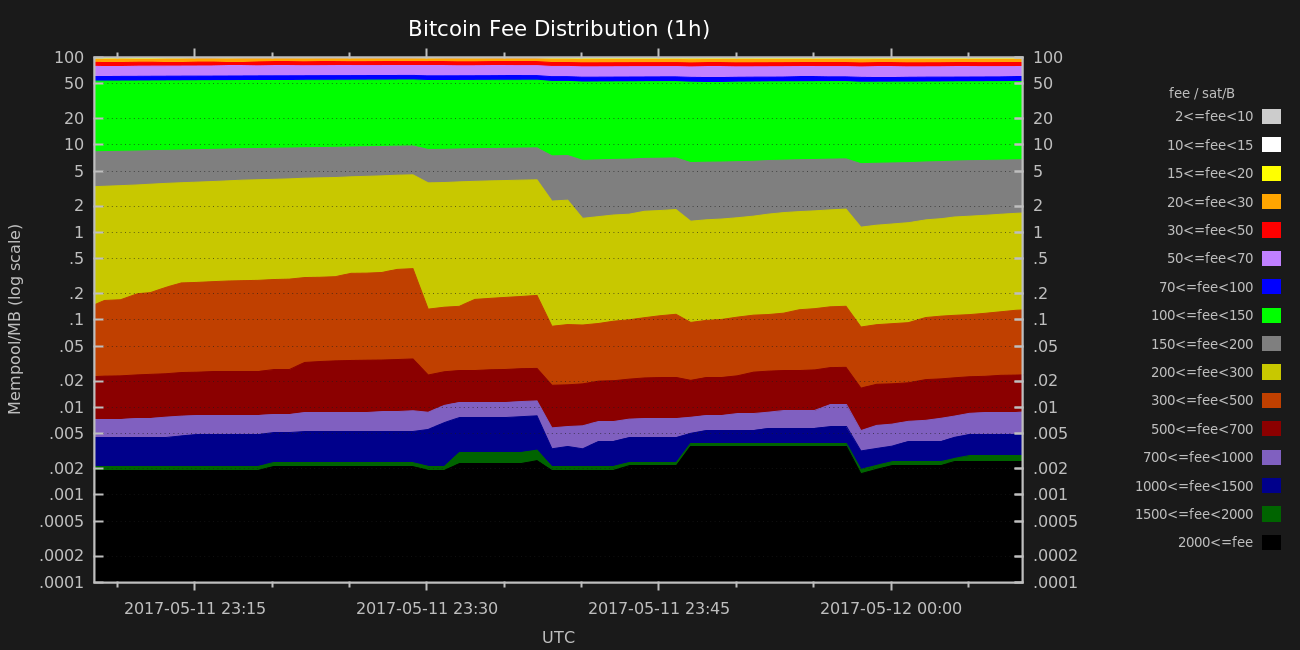 Bitcoin Fee Distribution (1h)
Mempool/MB (log scale)
100
50
20
10
5
2
1
.5
.2
.1
.05
.02
.01
.005
.002
.001
.0005
.0002
.0001
100
50
20
10
5
2
1
.5
.2
.1
.05
.02
.01
.005
.002
.001
.0005
.0002
.0001
2017-05-11 23:15
2017-05-11 23:30
2017-05-11 23:45
2017-05-12 00:00
UTC
fee / sat/B
2<=fee<10
10<=fee<15
15<=fee<20
20<=fee<30
30<=fee<50
50<=fee<70
70<=fee<100
100<=fee<150
150<=fee<200
200<=fee<300
300<=fee<500
500<=fee<700
700<=fee<1000
1000<=fee<1500
1500<=fee<2000
2000<=fee